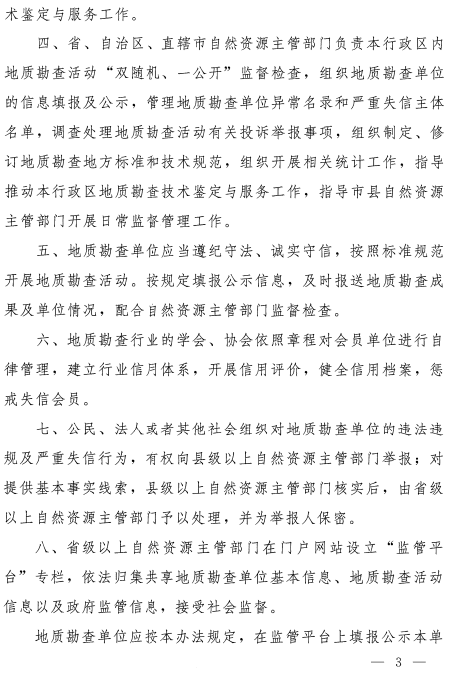 术鉴定与服务工作。
四、省、自治区、直辖市自然资源主管部门负责本行政区内
地质勘查活动“双随机、一公开”监督检查，组织地质勘查单位
的信息填报及公示，管理地质勘查单位异常名录和严重失信主体
名单，调查处理地质勘查活动有关投诉举报事项，组织制定、修
订地质勘查地方标准和技术规范，组织开展相关统计工作，指导
推动本行政区地质勘查技术鉴定与服务工作，指导市县自然资源
主管部门开展日常监督管理工作。
五、地质勘查单位应当遵纪守法、诚实守信，按照标准规范
开展地质勘查活动。按规定填报公示信息，及时报送地质勘查成
果及单位情况，配合自然资源主管部门监督检查。
六、地质勘查行业的学会、协会依照章程对会员单位进行自
律管理，建立行业信用体系，开展信用评价，健全信用档案，惩
戒失信会员。
七、公民、法人或者其他社会组织对地质勘查单位的违法违
规及严重失信行为，有权向县级以上自然资源主管部门举报；对
提供基本事实线索，县级以上自然资源主管部门核实后，由省级
以上自然资源主管部门予以处理，并为举报人保密。
八、省级以上自然资源主管部门在门户网站设立“监管平
台”专栏，依法归集共享地质勘查单位基本信息、地质勘查活动
信息以及政府监管信息，接受社会监督。
地质勘查单位应按本办法规定，在监管平台上填报公示本单
— 3 —